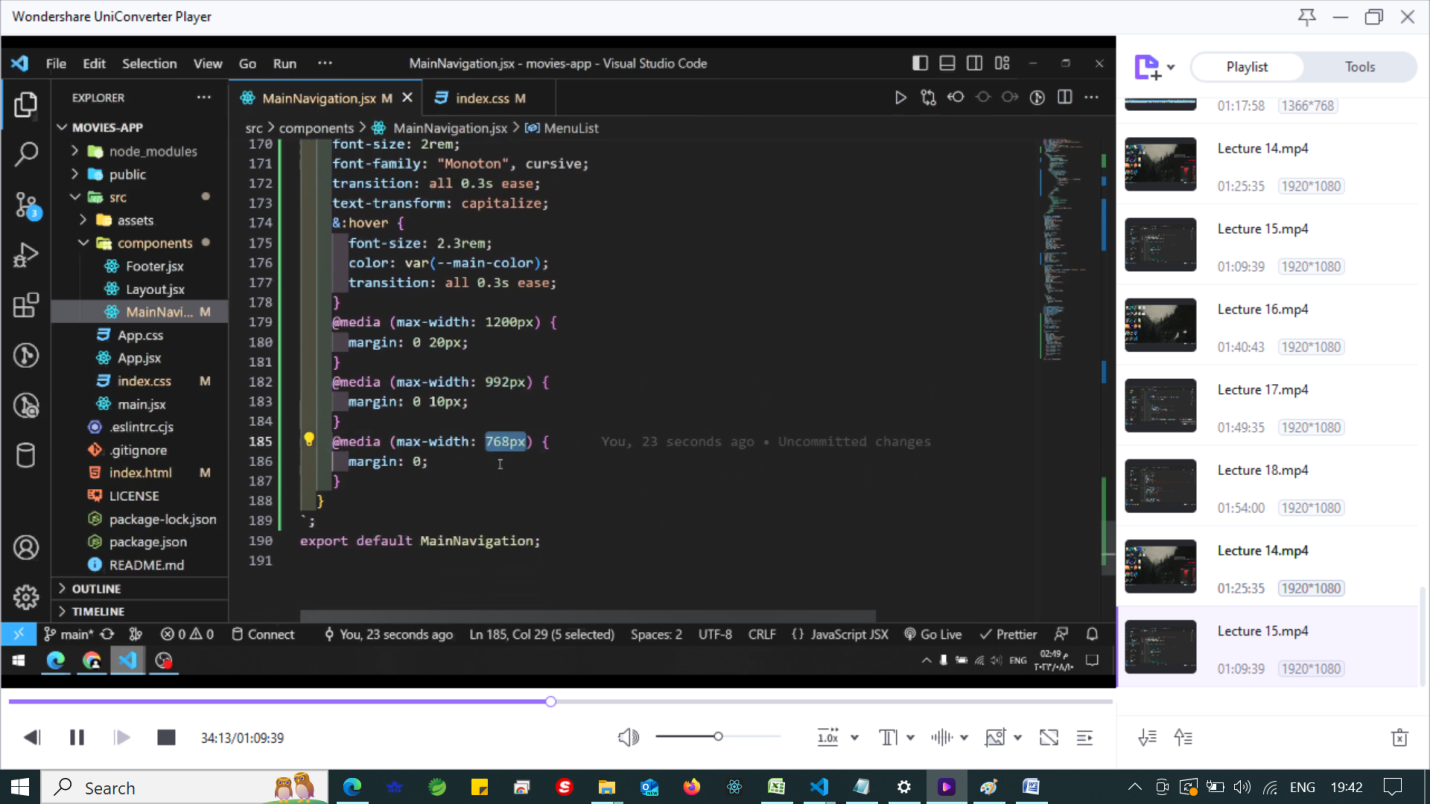 Wondershare UniConverter Player
File Edit Selection View Go Run ··· MainNavigation.jsx - movies-app - Visual Studio Code
EXPLORER ···
MOVIES-APP
node_modules
public
src
assets
components
Footer.jsx
Layout.jsx
MainNavi... M
App.css
App.jsx
index.css M
main.jsx
.eslintrc.cjs
.gitignore
index.html M
LICENSE
package-lock.json
package.json
README.md
OUTLINE
TIMELINE
3
MainNavigation.jsx M index.css M
src > components > MainNavigation.jsx > MenuList
170 font-size: 2rem;
171 font-family: "Monoton", cursive;
172 transition: all 0.3s ease;
173 text-transform: capitalize;
174 &:hover {
175 font-size: 2.3rem;
176 color: var(--main-color);
177 transition: all 0.3s ease;
178 }
179 @media (max-width: 1200px) {
180 margin: 0 20px;
181 }
182 @media (max-width: 992px) {
183 margin: 0 10px;
184 }
185 @media (max-width: 768px) { You, 23 seconds ago • Uncommitted changes
186 margin: 0;
187 }
188 }
189 `;
190 export default MainNavigation;
191
main* 0 0 Connect You, 23 seconds ago Ln 185, Col 29 (5 selected) Spaces: 2 UTF-8 CRLF {} JavaScript JSX Go Live Prettier
ENG
34:13/01:09:39
1.0x
Playlist Tools
01:17:58 1366*768
Lecture 14.mp4
01:25:35 1920*1080
Lecture 15.mp4
01:09:39 1920*1080
Lecture 16.mp4
01:40:43 1920*1080
Lecture 17.mp4
01:49:35 1920*1080
Lecture 18.mp4
01:54:00 1920*1080
Lecture 14.mp4
01:25:35 1920*1080
Lecture 15.mp4
01:09:39 1920*1080
Search
ENG 19:42